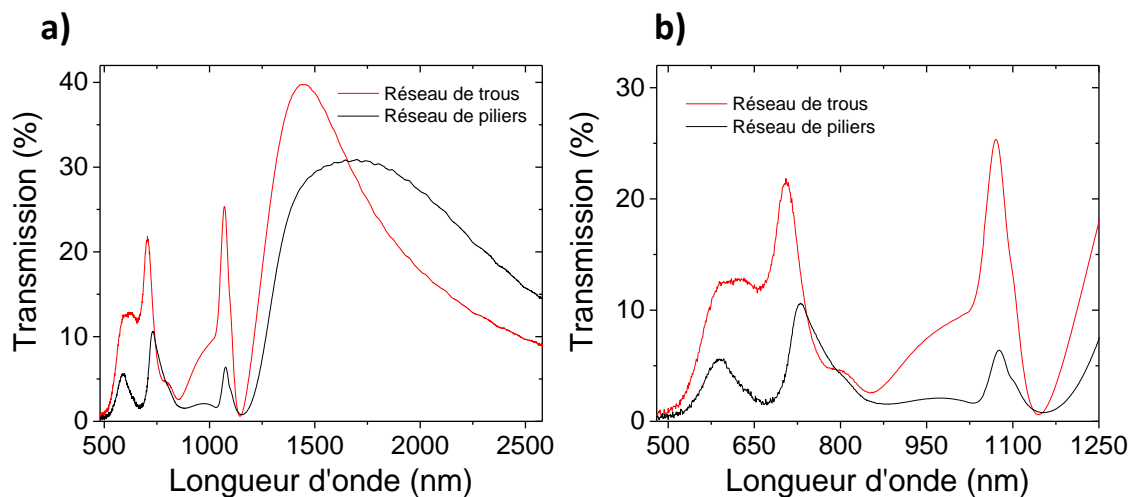 a)
Transmission (%)
40
30
20
10
0
Réseau de trous
Réseau de piliers
500 1000 1500 2000 2500
Longueur d'onde (nm)
b)
Transmission (%)
30
20
10
0
Réseau de trous
Réseau de piliers
500 650 800 950 1100 1250
Longueur d'onde (nm)